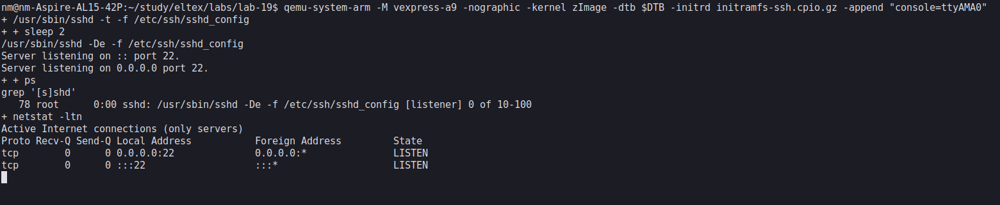 nm@nm-Aspire-AL15-42P:~/study/eltex/labs/lab-19$ qemu-system-arm -M vexpress-a9 -nographic -kernel zImage -dtb $DTB -initrd initramfs-ssh.cpio.gz -append "console=ttyAMA0"
+ /usr/sbin/sshd -t -f /etc/ssh/sshd_config
+ + sleep 2
/usr/sbin/sshd -De -f /etc/ssh/sshd_config
Server listening on :: port 22.
Server listening on 0.0.0.0 port 22.
+ + ps
grep '[s]shd'
   78 root      0:00 sshd: /usr/sbin/sshd -De -f /etc/ssh/sshd_config [listener] 0 of 10-100
+ netstat -ltn
Active Internet connections (only servers)
Proto Recv-Q Send-Q Local Address           Foreign Address         State
tcp        0      0 0.0.0.0:22              0.0.0.0:*               LISTEN
tcp        0      0 :::22                   :::*                    LISTEN